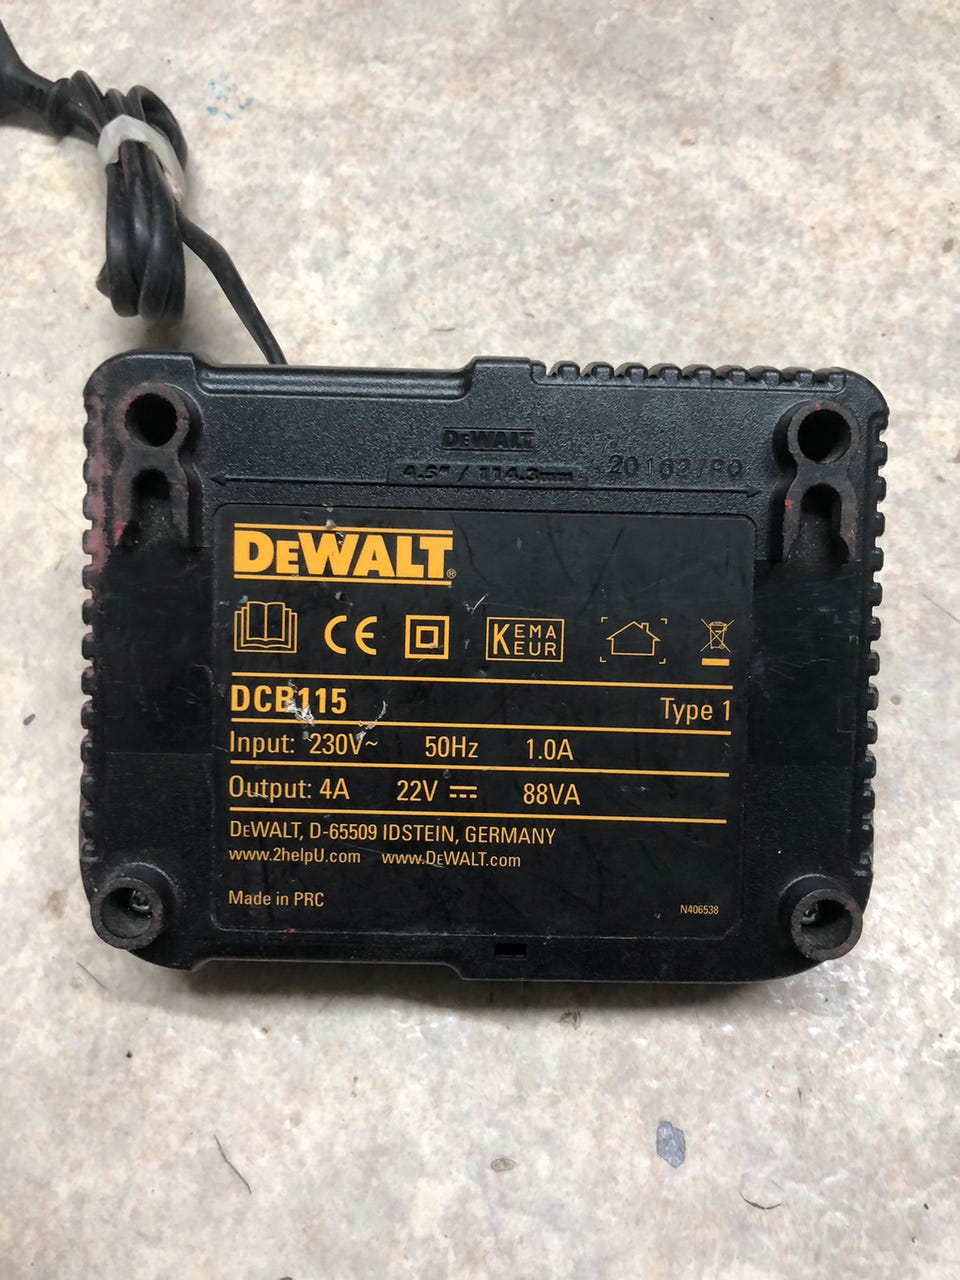 DEWALT
4.5" / 114.3mm
DEWALT®
CE
KEMA
EUR
DCB115 Type 1
Input: 230V~ 50Hz 1.0A
Output: 4A 22V ⎓ 88VA
DEWALT, D-65509 IDSTEIN, GERMANY
www.2helpU.com www.DEWALT.com
Made in PRC N406538